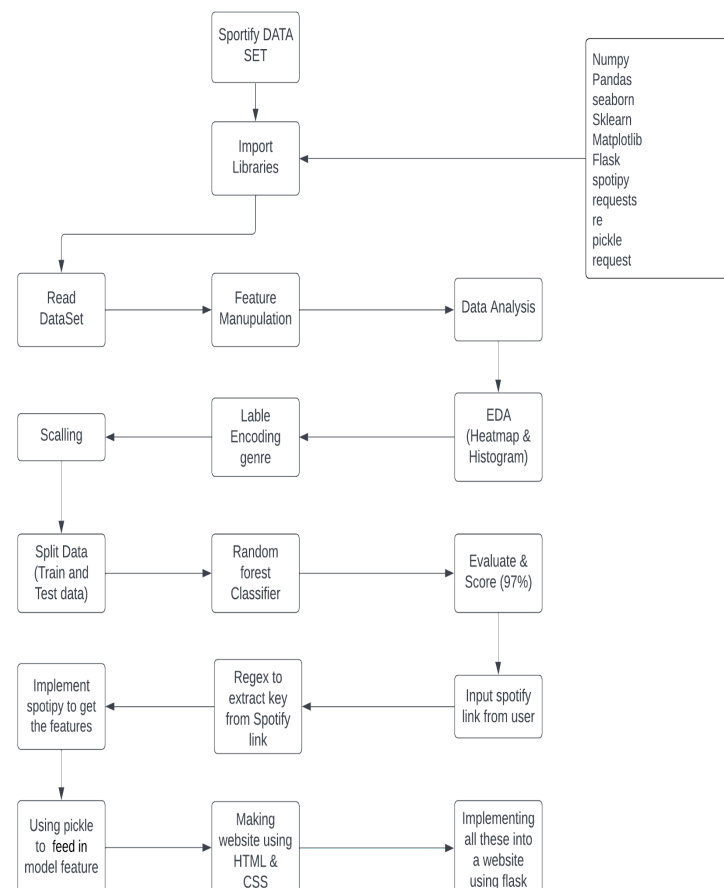 Sportify DATA
SET
Import
Libraries
Numpy
Pandas
seaborn
Sklearn
Matplotlib
Flask
spotipy
requests
re
pickle
request
Read
DataSet
Feature
Manupulation
Data Analysis
EDA
(Heatmap &
Histogram)
Lable
Encoding
genre
Scalling
Split Data
(Train and
Test data)
Random
forest
Classifier
Evaluate &
Score (97%)
Input spotify
link from user
Regex to
extract key
from Spotify
link
Implement
spotipy to get
the features
Using pickle
to feed in
model feature
Making
website using
HTML &
CSS
Implementing
all these into
a website
using flask